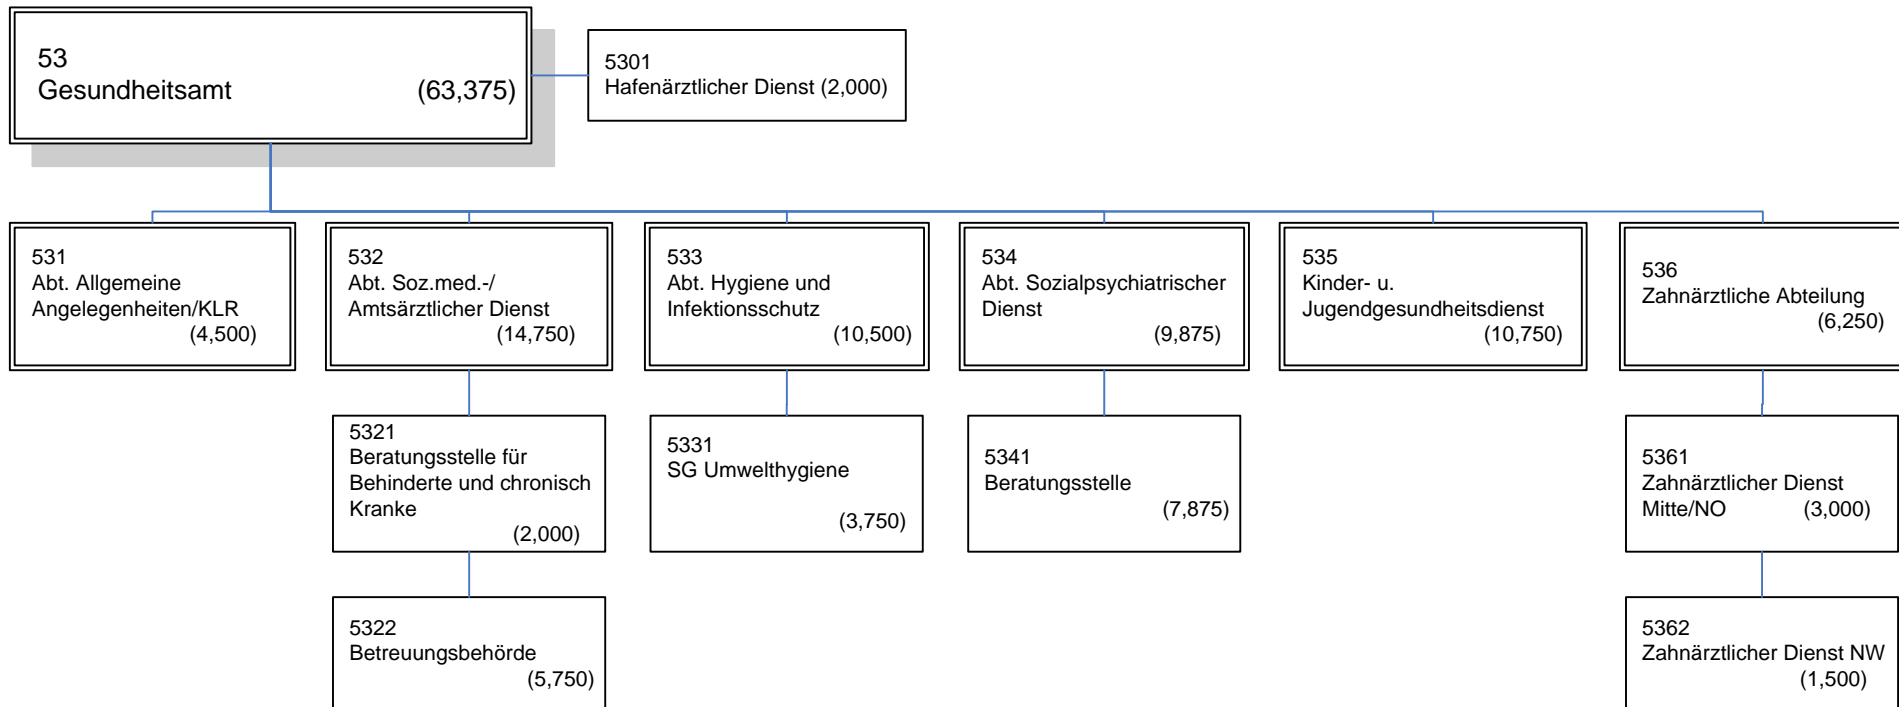 53
Gesundheitsamt (63,375)
5301
Hafenärztlicher Dienst (2,000)
531
Abt. Allgemeine
Angelegenheiten/KLR
(4,500)
532
Abt. Soz.med.-/
Amtsärztlicher Dienst
(14,750)
533
Abt. Hygiene und
Infektionsschutz
(10,500)
534
Abt. Sozialpsychiatrischer
Dienst
(9,875)
535
Kinder- u.
Jugendgesundheitsdienst
(10,750)
536
Zahnärztliche Abteilung
(6,250)
5321
Beratungsstelle für
Behinderte und chronisch
Kranke
(2,000)
5331
SG Umwelthygiene
(3,750)
5341
Beratungsstelle
(7,875)
5361
Zahnärztlicher Dienst
Mitte/NO (3,000)
5322
Betreuungsbehörde
(5,750)
5362
Zahnärztlicher Dienst NW
(1,500)